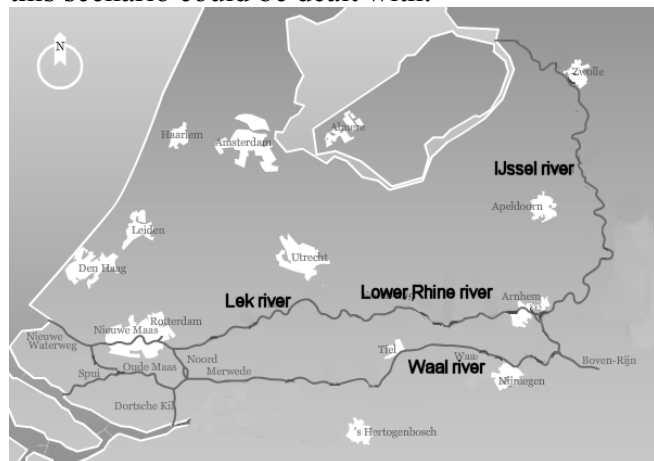 this scenario could be dealt with.
N
Zwolle
Haarlem
Amsterdam
Almere
IJssel river
Apeldoorn
Leiden
Utrecht
Den Haag
Lek river
Lower Rhine river
Arnhem
Rotterdam
Nieuwe Maas
Nieuwe
Waterweg
Noord
Tiel
Waa
Boven-Rijn
Oude Maas
Merwede
Waal river
Spui
Nijniegen
Dortsche Kil
's Hertogenbosch